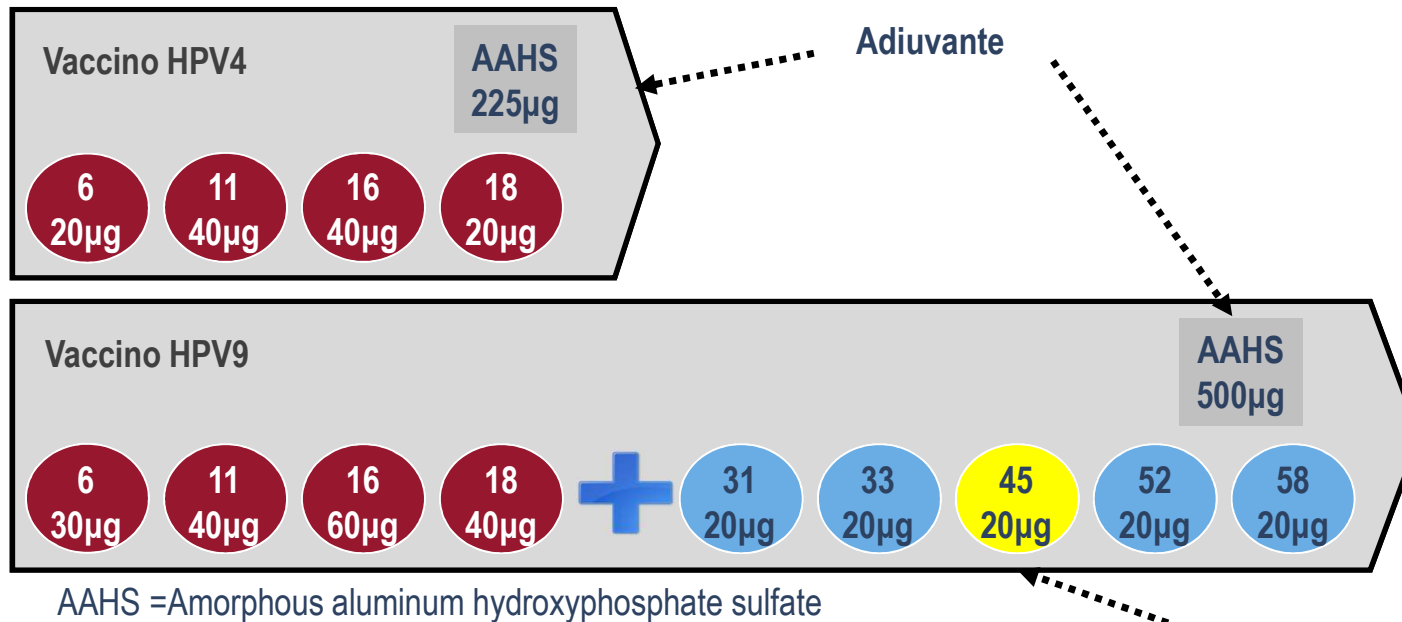 Vaccino HPV4
AAHS
225µg
Adiuvante
6
20µg
11
40µg
16
40µg
18
20µg
Vaccino HPV9
AAHS
500µg
6
30µg
11
40µg
16
60µg
18
40µg
31
20µg
33
20µg
45
20µg
52
20µg
58
20µg
AAHS =Amorphous aluminum hydroxyphosphate sulfate